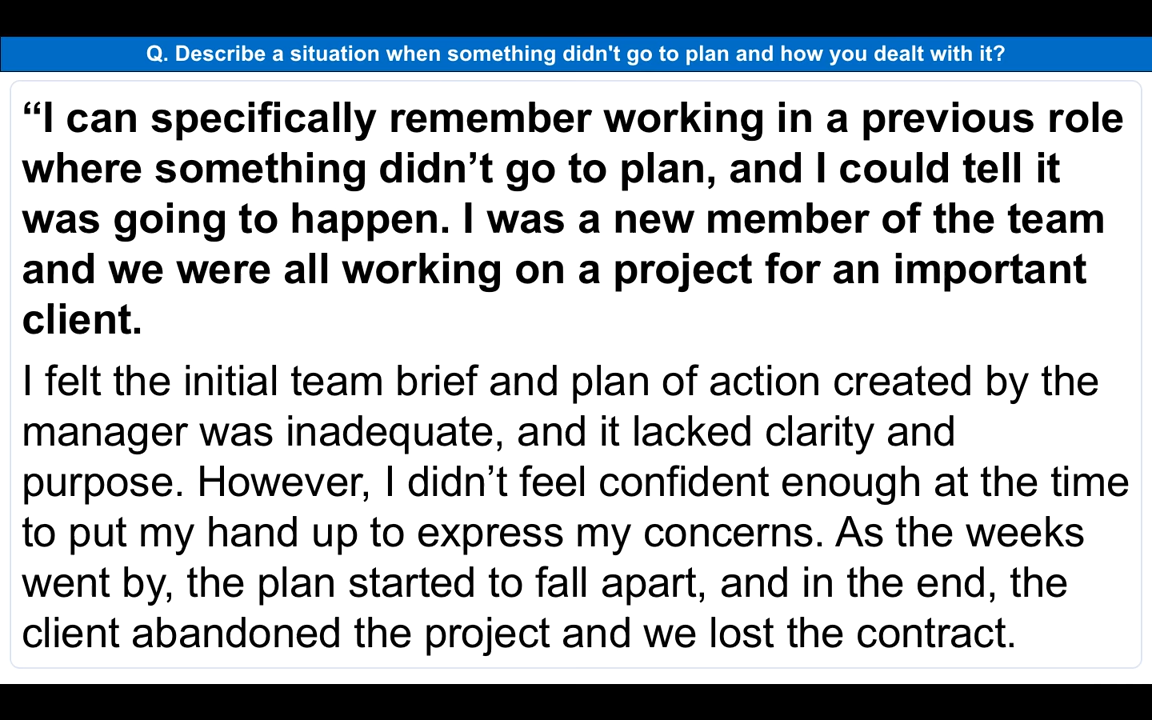 Q. Describe a situation when something didn't go to plan and how you dealt with it?
“I can specifically remember working in a previous role
where something didn’t go to plan, and I could tell it
was going to happen. I was a new member of the team
and we were all working on a project for an important
client.
I felt the initial team brief and plan of action created by the
manager was inadequate, and it lacked clarity and
purpose. However, I didn’t feel confident enough at the time
to put my hand up to express my concerns. As the weeks
went by, the plan started to fall apart, and in the end, the
client abandoned the project and we lost the contract.